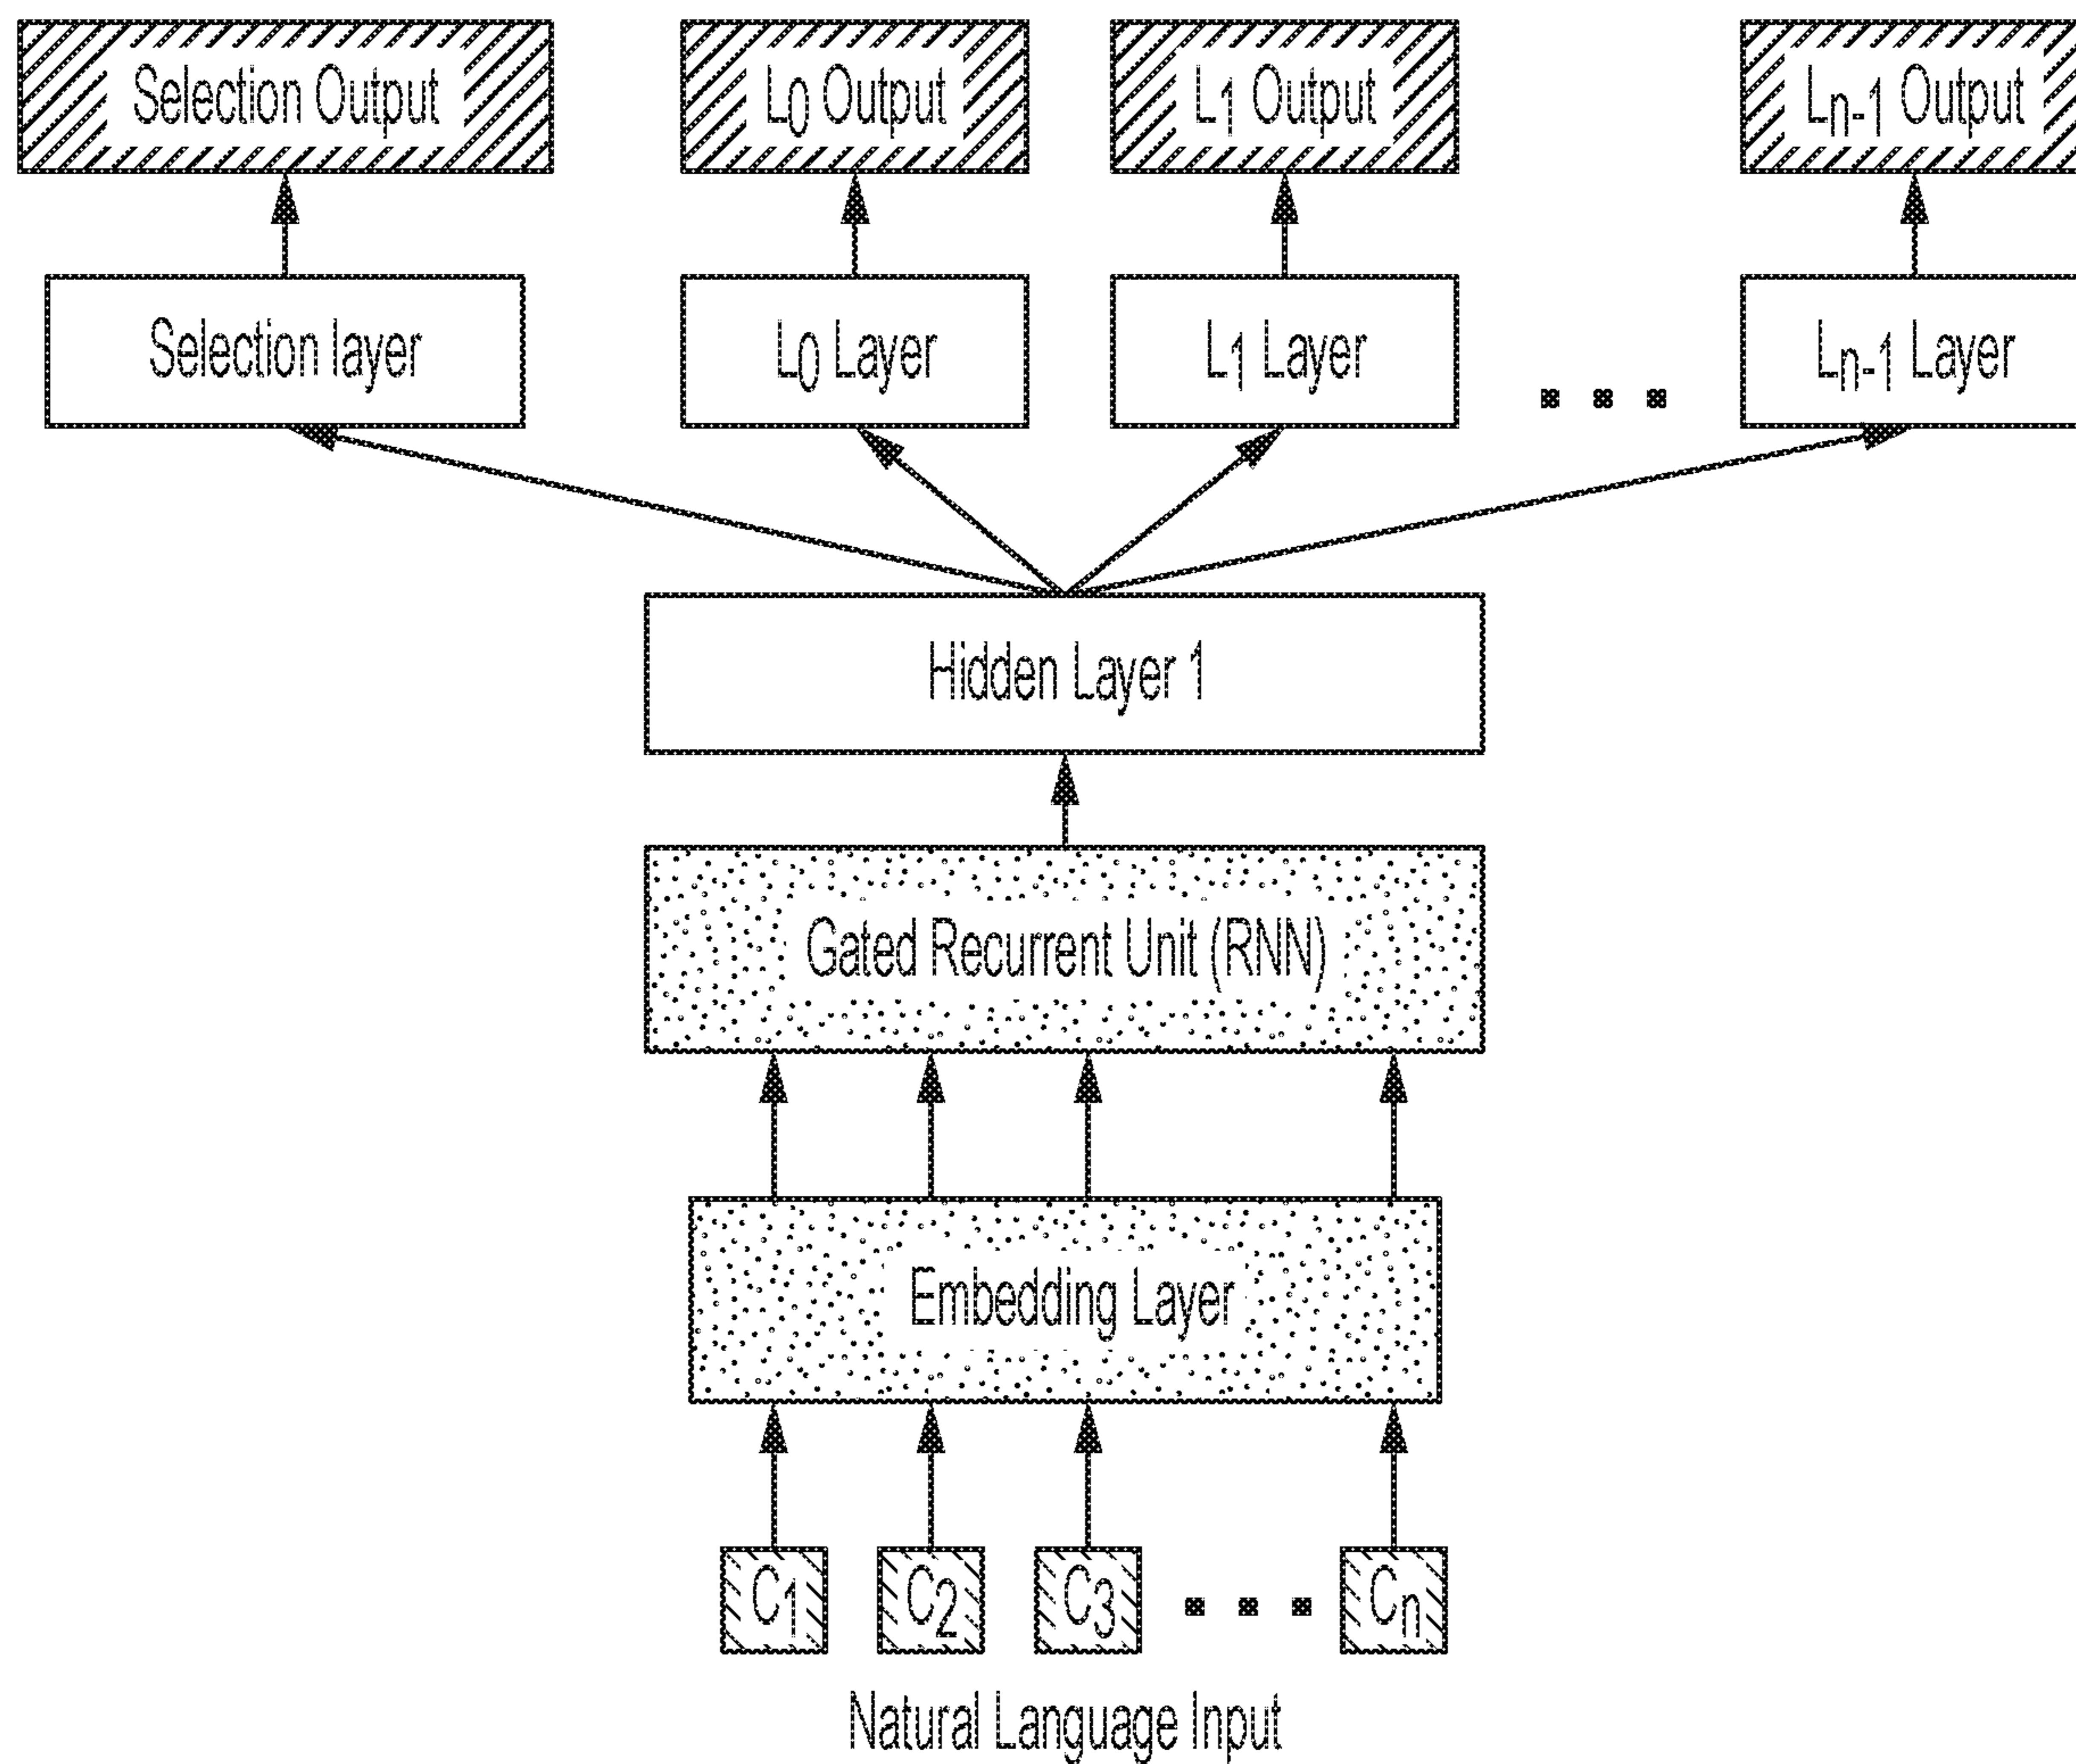 Selection Output L0 Output L1 Output Ln-1 Output
Selection layer L0 Layer L1 Layer ... Ln-1 Layer
Hidden Layer 1
Gated Recurrent Unit (RNN)
Embedding Layer
C1 C2 C3 ... Cn
Natural Language Input